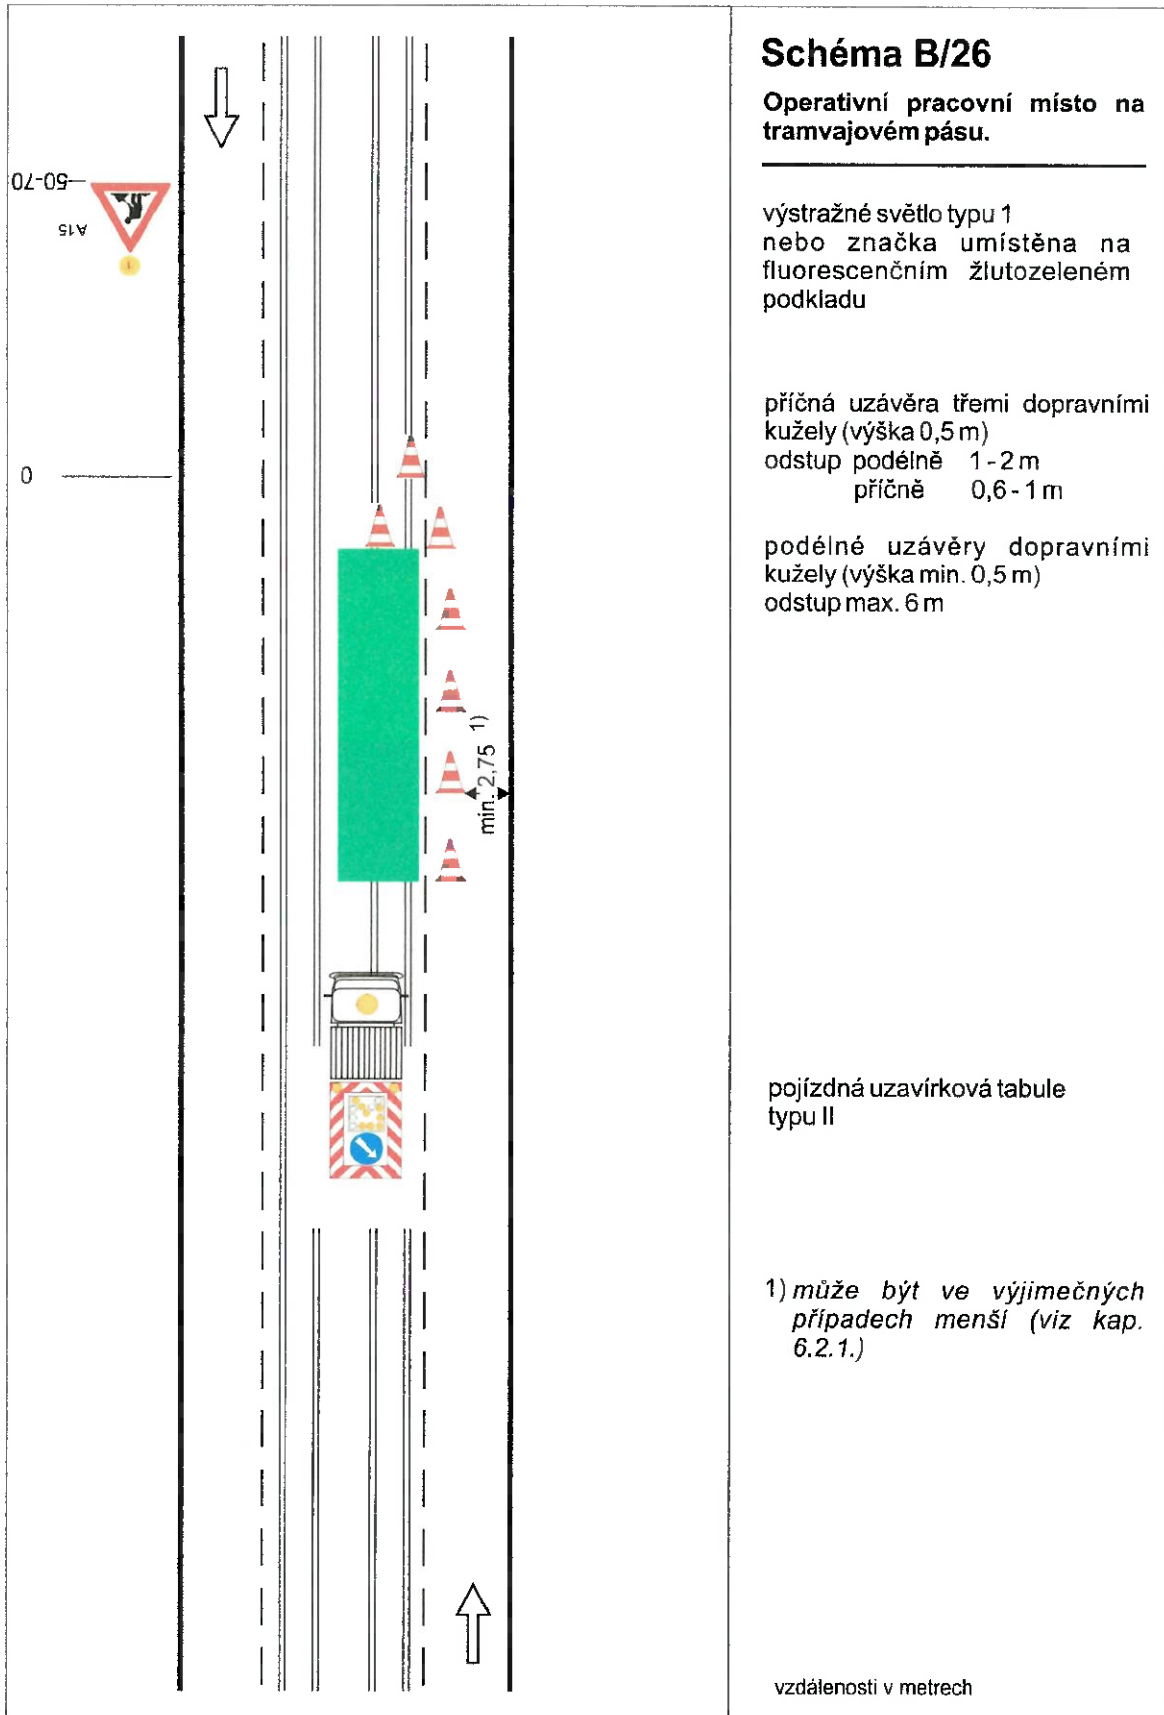 Schéma B/26
Operativní pracovní místo na
tramvajovém pásu.
50-70
A15
1
výstražné světlo typu 1
nebo značka umístěna na
fluorescenčním žlutozeleném
podkladu
0
příčná uzávěra třemi dopravními
kužely (výška 0,5 m)
odstup podélně 1 - 2 m
příčně 0,6 - 1 m
podélné uzávěry dopravními
kužely (výška min. 0,5 m)
odstup max. 6 m
min. 2,75 1)
pojízdná uzavírková tabule
typu II
1) může být ve výjimečných
případech menší (viz kap.
6.2.1.)
vzdálenosti v metrech